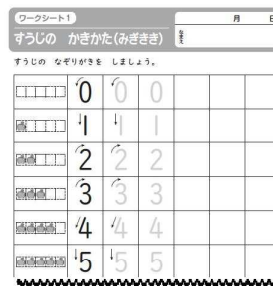 ワークシート1
月
すうじの かきかた(みぎきき)
なまえ
すうじの なぞりがきを しましょう。
0 0 0
1 1 1
2 2 2
3 3 3
4 4 4
5 5 5